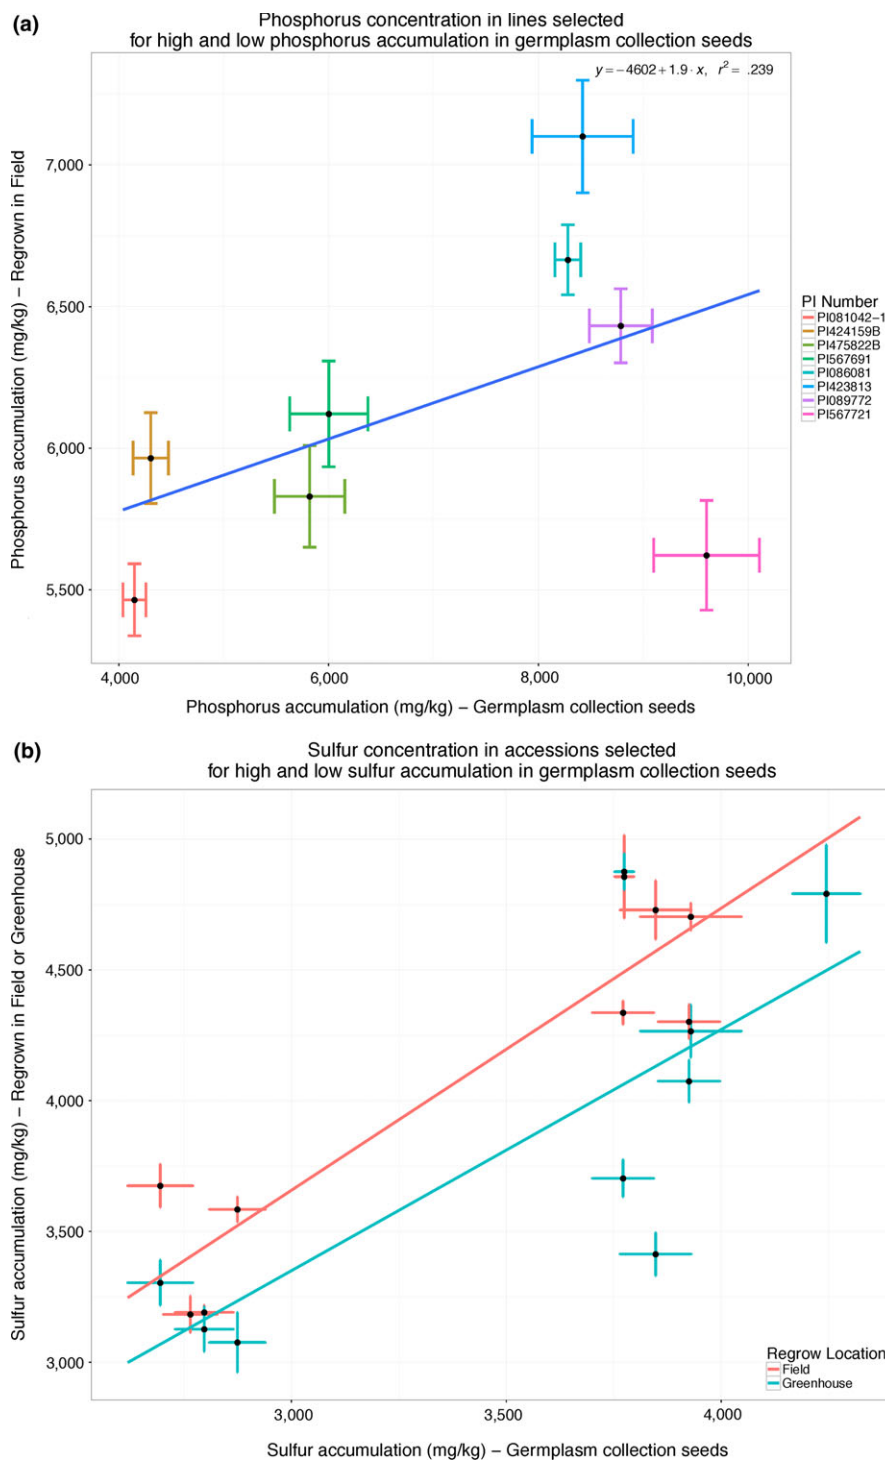 (a)
Phosphorus concentration in lines selected
for high and low phosphorus accumulation in germplasm collection seeds
y = −4602 + 1.9 · x, r² = .239
Phosphorus accumulation (mg/kg) – Regrown in Field
7,000
6,500
6,000
5,500
4,000
6,000
8,000
10,000
Phosphorus accumulation (mg/kg) – Germplasm collection seeds
PI Number
PI081042−1
PI424159B
PI475822B
PI567691
PI086081
PI423813
PI089772
PI567721
(b)
Sulfur concentration in accessions selected
for high and low sulfur accumulation in germplasm collection seeds
Sulfur accumulation (mg/kg) – Regrown in Field or Greenhouse
5,000
4,500
4,000
3,500
3,000
3,000
3,500
4,000
Sulfur accumulation (mg/kg) – Germplasm collection seeds
Regrow Location
Field
Greenhouse